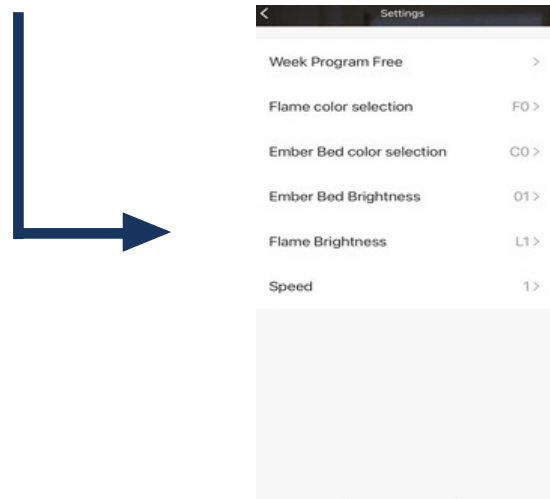 Settings
Week Program Free >
Flame color selection F0 >
Ember Bed color selection C0 >
Ember Bed Brightness 01 >
Flame Brightness L1 >
Speed 1 >